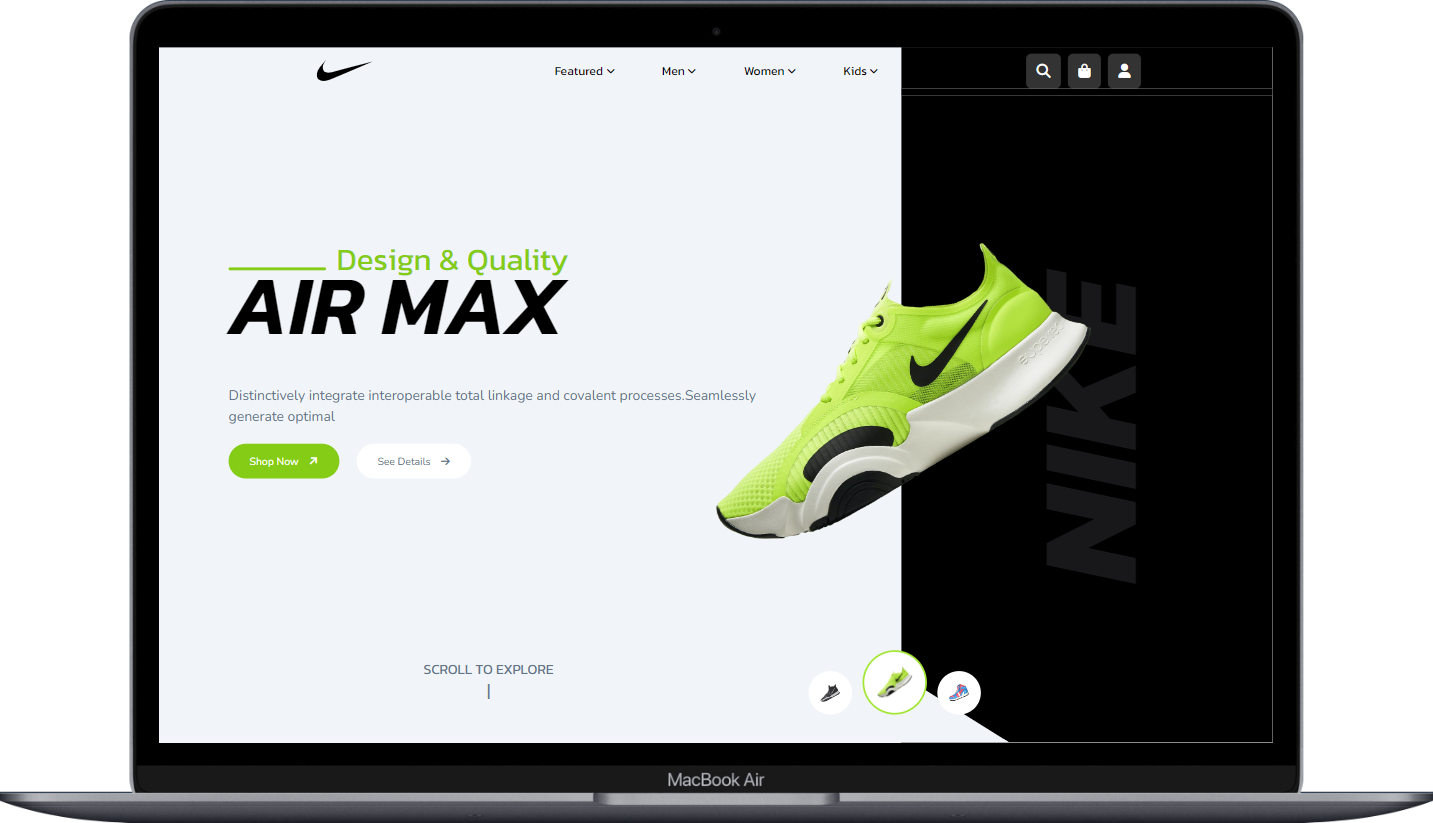 Featured
Men
Women
Kids
Design & Quality
AIR MAX
Distinctively integrate interoperable total linkage and covalent processes.Seamlessly
generate optimal
Shop Now
See Details
NIKE
SCROLL TO EXPLORE
MacBook Air